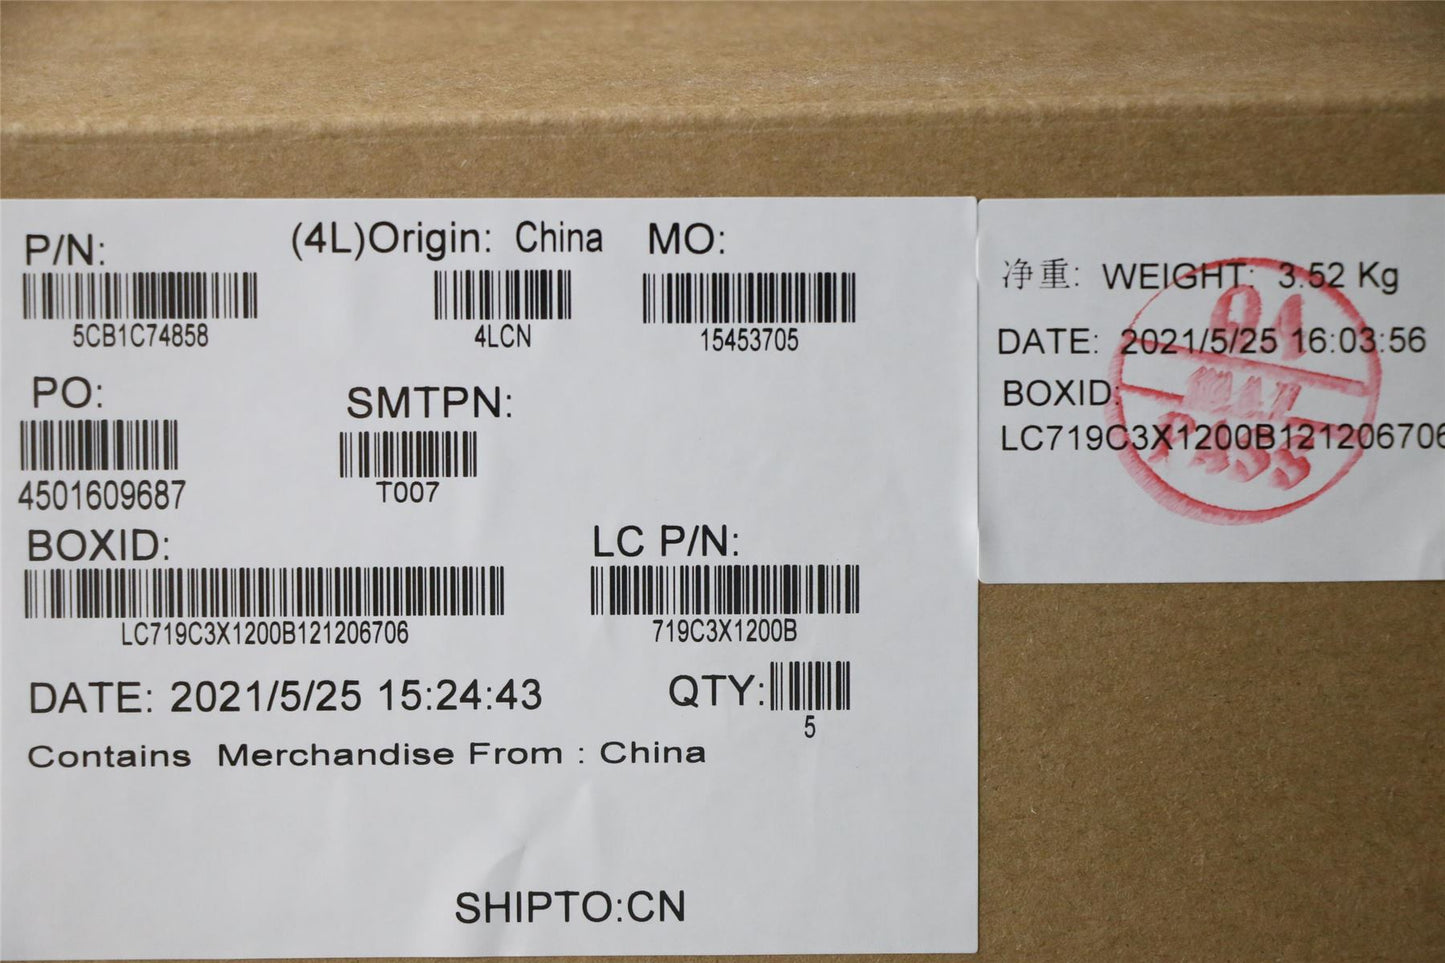 P/N:
5CB1C74858
(4L)Origin: China
4LCN
MO:
15453705
PO:
4501609687
SMTPN:
T007
BOXID:
LC719C3X1200B121206706
LC P/N:
719C3X1200B
DATE: 2021/5/25 15:24:43
QTY:
5
Contains Merchandise From : China
SHIPTO:CN
净重: WEIGHT: 3.52 Kg
DATE: 2021/5/25 16:03:56
BOXID:
LC719C3X1200B121206706
PASS